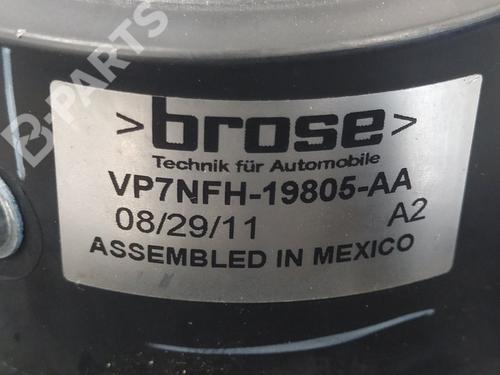 B-PARTS
>brose<
Technik für Automobile
VP7NFH-19805-AA
08/29/11 A2
ASSEMBLED IN MEXICO